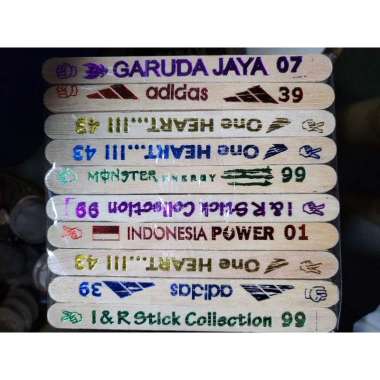 GARUDA JAYA 07
adidas 39
One HEART...!!! 43
One HEART...!!! 43
MONSTER ENERGY 99
I & R Stick Collection 99
INDONESIA POWER 01
One HEART...!!! 43
adidas 39
I & R Stick Collection 99